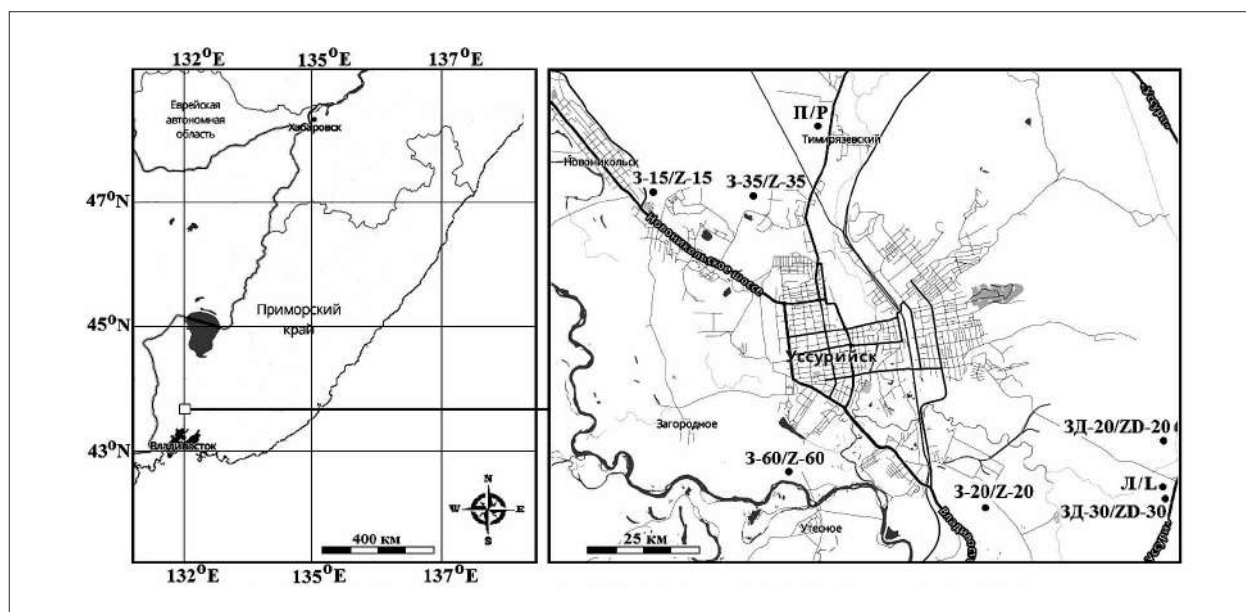 132⁰E 135⁰E 137⁰E
Еврейская
автономная
область
Хабаровск
47⁰N
Приморский
край
45⁰N
Владивосток
43⁰N
N
W E
S
400 км
132⁰E 135⁰E 137⁰E
Уссури
П/P
Тимирязевский
Новоникольск
З-15/Z-15
З-35/Z-35
Новоникольское шоссе
Уссурийск
Загородное
ЗД-20/ZD-20
З-60/Z-60
З-20/Z-20
Л/L
ЗД-30/ZD-30
Утесное
Уссури
25 км